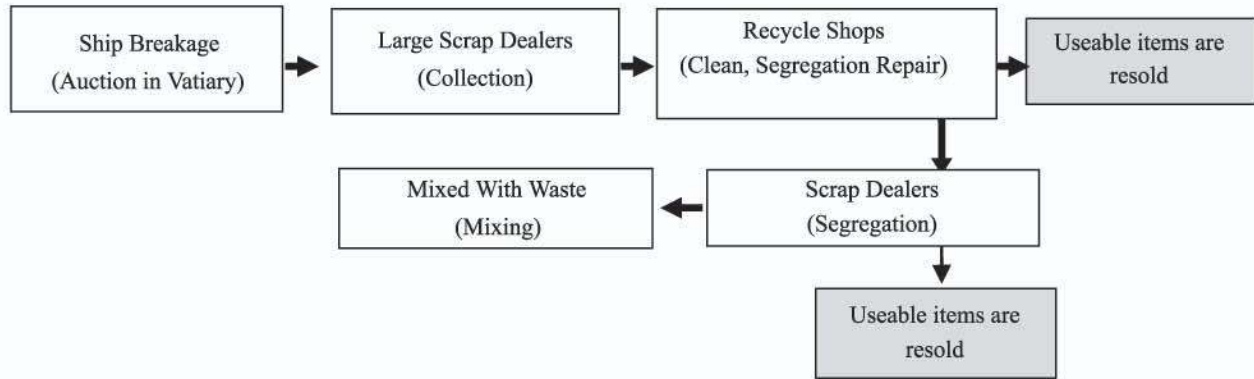 Ship Breakage
(Auction in Vatiary)
Large Scrap Dealers
(Collection)
Recycle Shops
(Clean, Segregation Repair)
Useable items are
resold
Mixed With Waste
(Mixing)
Scrap Dealers
(Segregation)
Useable items are
resold